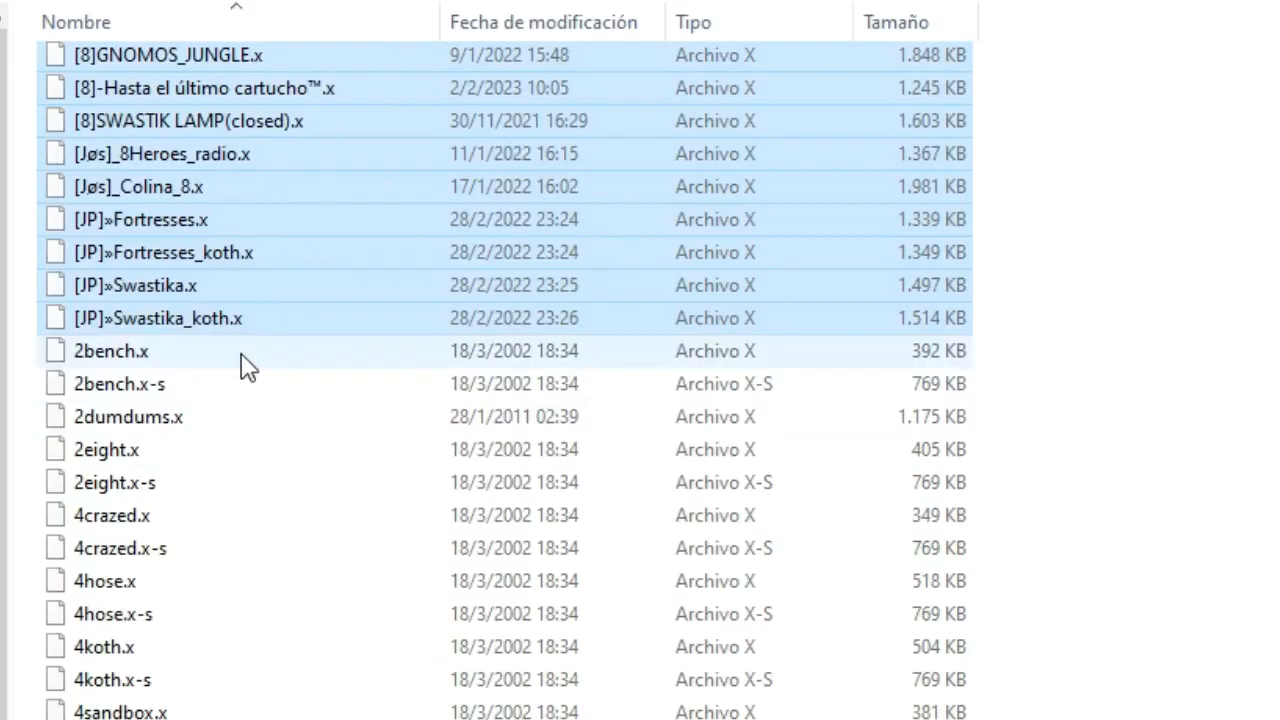 Nombre Fecha de modificación Tipo Tamaño
[8]GNOMOS_JUNGLE.x 9/1/2022 15:48 Archivo X 1.848 KB
[8]-Hasta el último cartucho™.x 2/2/2023 10:05 Archivo X 1.245 KB
[8]SWASTIK LAMP(closed).x 30/11/2021 16:29 Archivo X 1.603 KB
[Jøs]_8Heroes_radio.x 11/1/2022 16:15 Archivo X 1.367 KB
[Jøs]_Colina_8.x 17/1/2022 16:02 Archivo X 1.981 KB
[JP]»Fortresses.x 28/2/2022 23:24 Archivo X 1.339 KB
[JP]»Fortresses_koth.x 28/2/2022 23:24 Archivo X 1.349 KB
[JP]»Swastika.x 28/2/2022 23:25 Archivo X 1.497 KB
[JP]»Swastika_koth.x 28/2/2022 23:26 Archivo X 1.514 KB
2bench.x 18/3/2002 18:34 Archivo X 392 KB
2bench.x-s 18/3/2002 18:34 Archivo X-S 769 KB
2dumdums.x 28/1/2011 02:39 Archivo X 1.175 KB
2eight.x 18/3/2002 18:34 Archivo X 405 KB
2eight.x-s 18/3/2002 18:34 Archivo X-S 769 KB
4crazed.x 18/3/2002 18:34 Archivo X 349 KB
4crazed.x-s 18/3/2002 18:34 Archivo X-S 769 KB
4hose.x 18/3/2002 18:34 Archivo X 518 KB
4hose.x-s 18/3/2002 18:34 Archivo X-S 769 KB
4koth.x 18/3/2002 18:34 Archivo X 504 KB
4koth.x-s 18/3/2002 18:34 Archivo X-S 769 KB
4sandbox.x 18/3/2002 18:34 Archivo X 381 KB